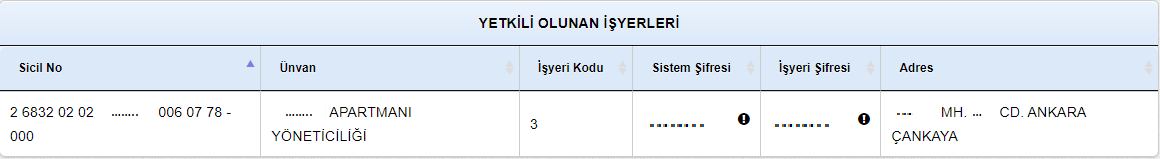 YETKİLİ OLUNAN İŞYERLERİ
Sicil No Ünvan İşyeri Kodu Sistem Şifresi İşyeri Şifresi Adres
2 6832 02 02 ........ 006 07 78 - 000
........ APARTMANI YÖNETİCİLİĞİ
3
--------
--------
--- MH. ... CD. ANKARA ÇANKAYA